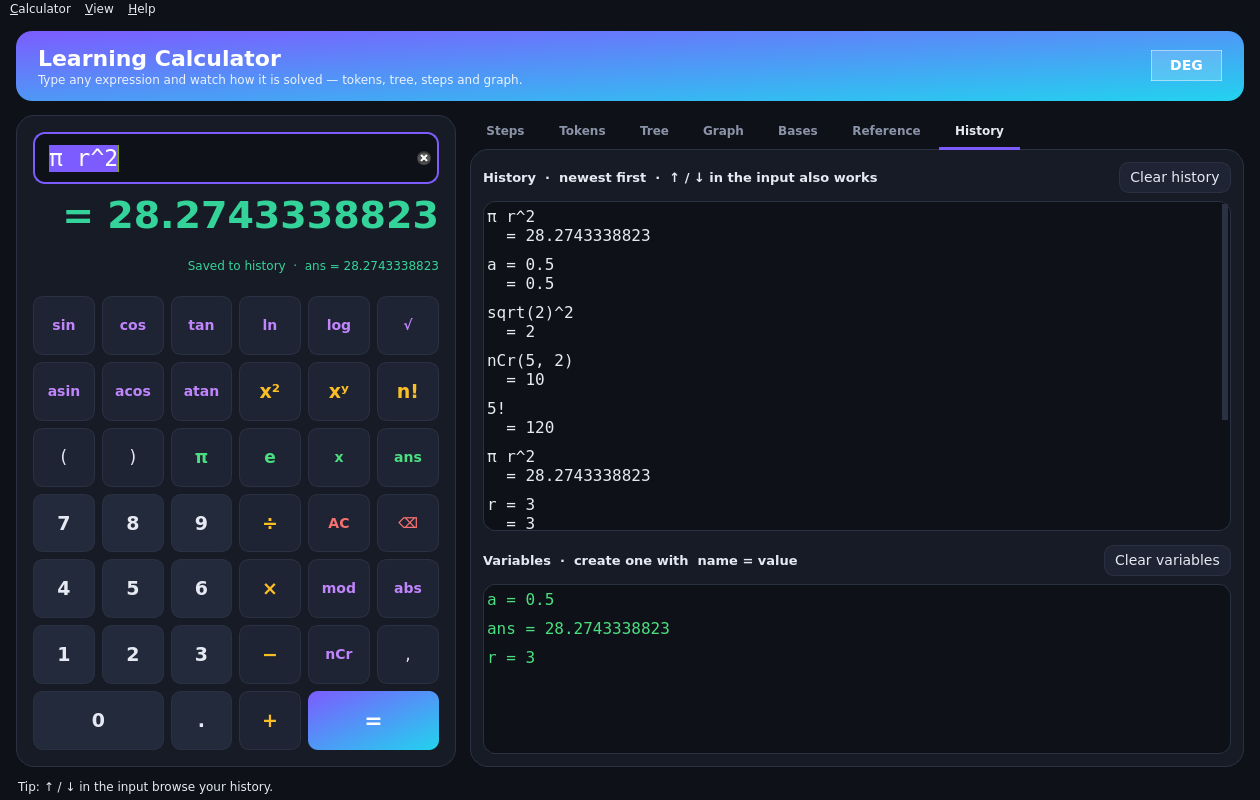 Calculator View Help
Learning Calculator
Type any expression and watch how it is solved — tokens, tree, steps and graph.
DEG
π r^2
= 28.2743338823
Saved to history · ans = 28.2743338823
sin cos tan ln log √
asin acos atan x² xʸ n!
( ) π e x ans
7 8 9 ÷ AC ⌫
4 5 6 × mod abs
1 2 3 − nCr ,
0 . + =
Steps Tokens Tree Graph Bases Reference History
History · newest first · ↑ / ↓ in the input also works
Clear history
π r^2
= 28.2743338823
a = 0.5
= 0.5
sqrt(2)^2
= 2
nCr(5, 2)
= 10
5!
= 120
π r^2
= 28.2743338823
r = 3
= 3
Variables · create one with name = value
Clear variables
a = 0.5
ans = 28.2743338823
r = 3
Tip: ↑ / ↓ in the input browse your history.